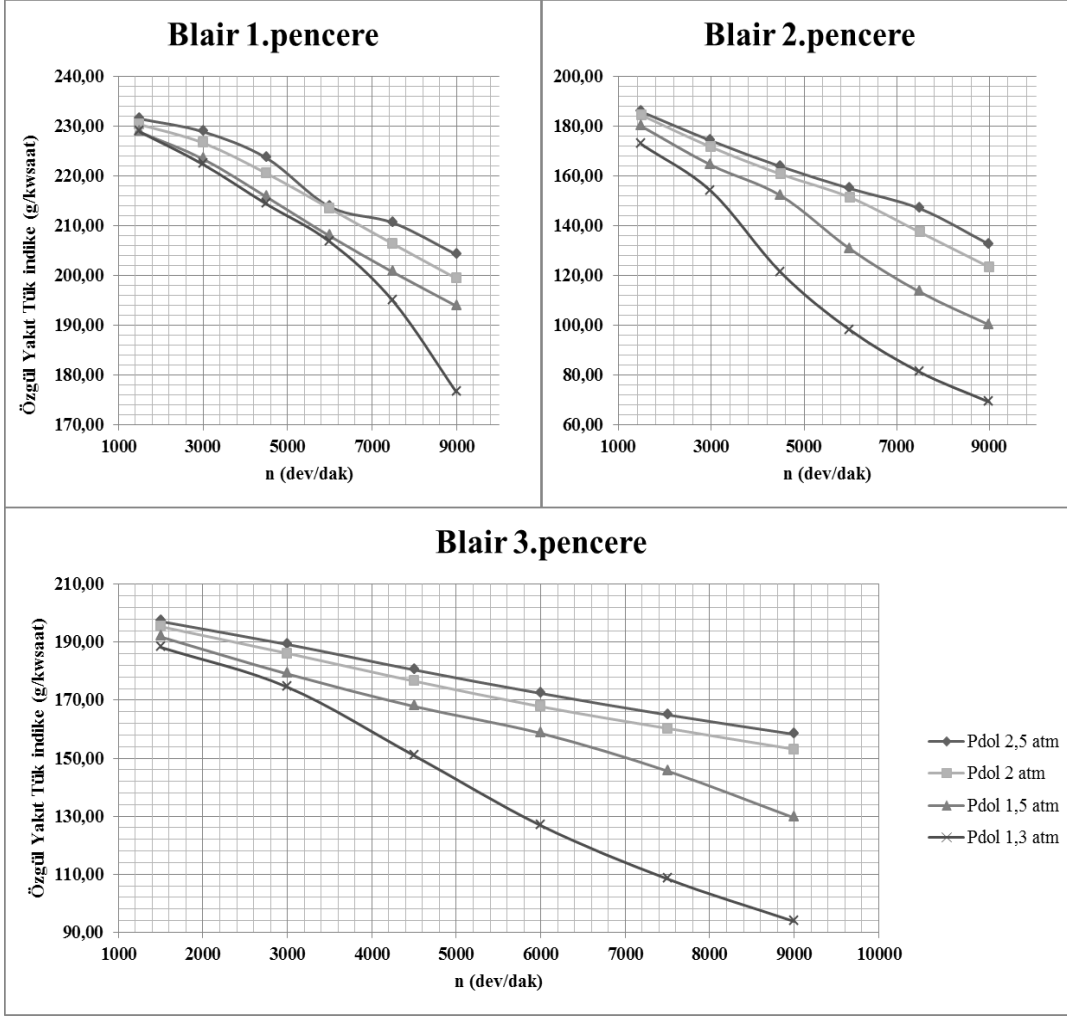 Blair 1.pencere
Özgül Yakıt Tük indike (g/kwsaat)
240,00
230,00
220,00
210,00
200,00
190,00
180,00
170,00
1000 3000 5000 7000 9000
n (dev/dak)
Blair 2.pencere
200,00
180,00
160,00
140,00
120,00
100,00
80,00
60,00
1000 3000 5000 7000 9000
n (dev/dak)
Blair 3.pencere
Özgül Yakıt Tük indike (g/kwsaat)
210,00
190,00
170,00
150,00
130,00
110,00
90,00
1000 2000 3000 4000 5000 6000 7000 8000 9000 10000
n (dev/dak)
Pdol 2,5 atm
Pdol 2 atm
Pdol 1,5 atm
Pdol 1,3 atm